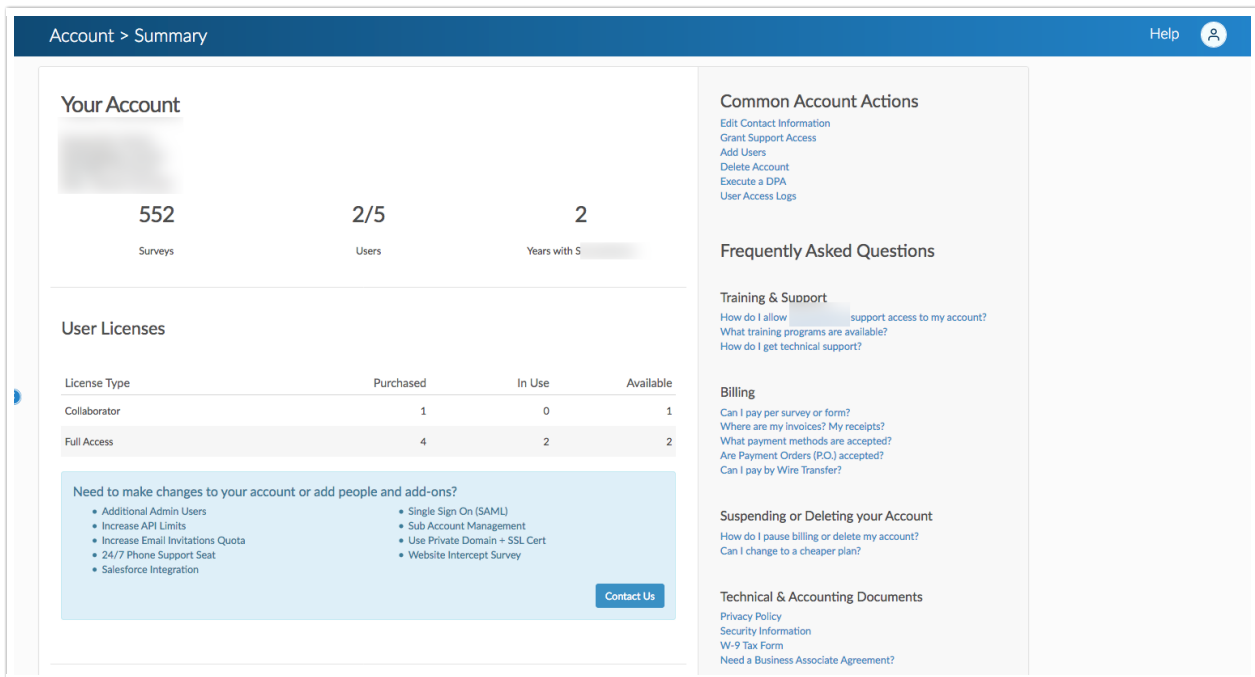 Account > Summary
Help
Your Account
552 2/5 2
Surveys Users Years with
User Licenses
License Type Purchased In Use Available
Collaborator 1 0 1
Full Access 4 2 2
Need to make changes to your account or add people and add-ons?
• Additional Admin Users
• Increase API Limits
• Increase Email Invitations Quota
• 24/7 Phone Support Seat
• Salesforce Integration
• Single Sign On (SAML)
• Sub Account Management
• Use Private Domain + SSL Cert
• Website Intercept Survey
Contact Us
Common Account Actions
Edit Contact Information
Grant Support Access
Add Users
Delete Account
Execute a DPA
User Access Logs
Frequently Asked Questions
Training & Support
How do I allow support access to my account?
What training programs are available?
How do I get technical support?
Billing
Can I pay per survey or form?
Where are my invoices? My receipts?
What payment methods are accepted?
Are Payment Orders (P.O.) accepted?
Can I pay by Wire Transfer?
Suspending or Deleting your Account
How do I pause billing or delete my account?
Can I change to a cheaper plan?
Technical & Accounting Documents
Privacy Policy
Security Information
W-9 Tax Form
Need a Business Associate Agreement?